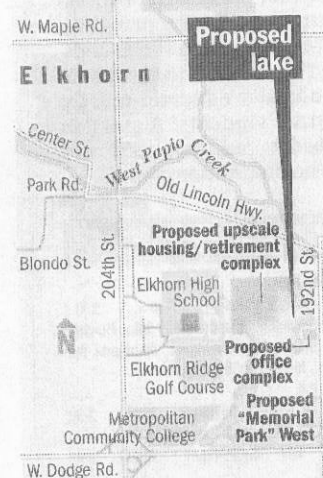 W. Maple Rd.
Proposed
lake
Elkhorn
Center St.
West Papio Creek
Park Rd.
Old Lincoln Hwy.
Proposed upscale
housing/retirement
complex
Blondo St.
204th St.
Elkhorn High
School
192nd St.
N
Proposed
office
complex
Elkhorn Ridge
Golf Course
Proposed
"Memorial
Park" West
Metropolitan
Community College
W. Dodge Rd.